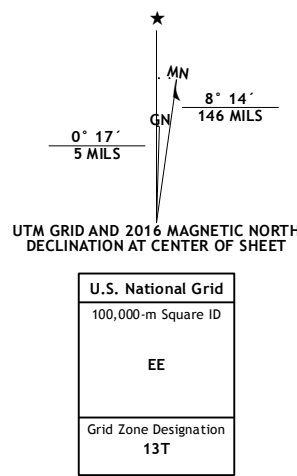 ★
MN
GN
8° 14´
146 MILS
0° 17´
5 MILS
UTM GRID AND 2016 MAGNETIC NORTH
DECLINATION AT CENTER OF SHEET
U.S. National Grid
100,000-m Square ID
EE
Grid Zone Designation
13T